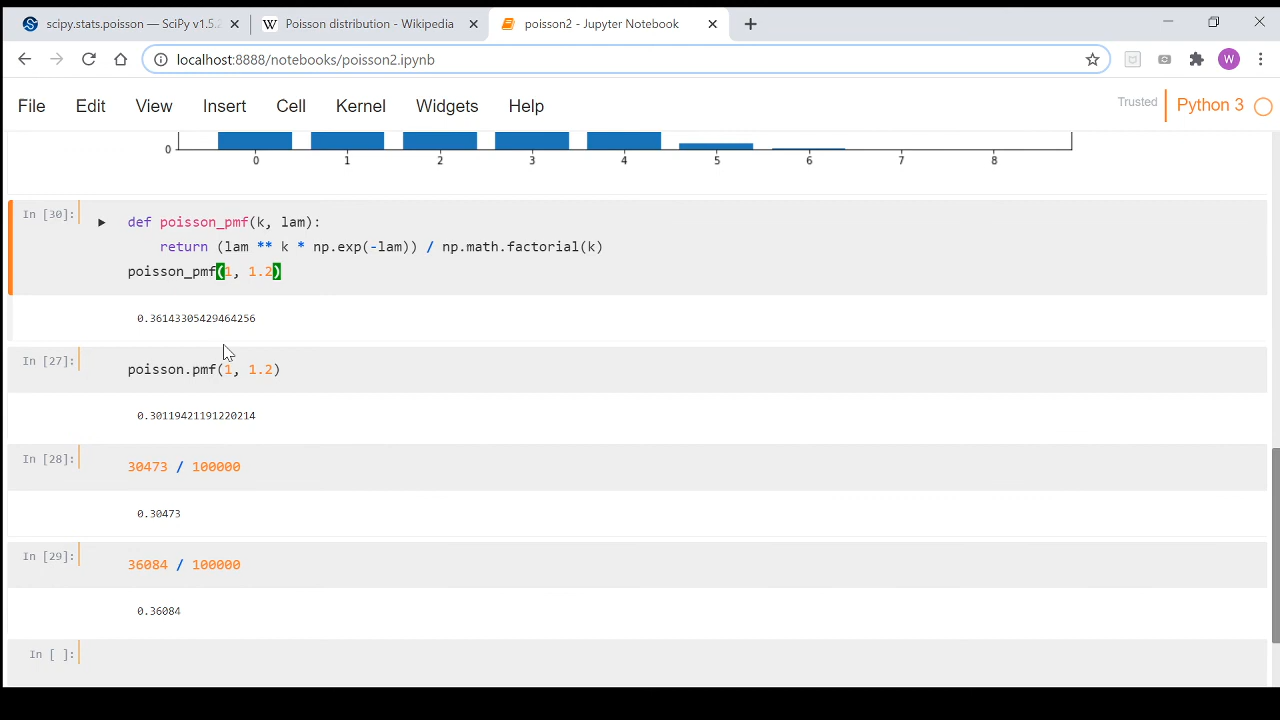 scipy.stats.poisson — SciPy v1.5.2
Poisson distribution - Wikipedia
poisson2 - Jupyter Notebook
localhost:8888/notebooks/poisson2.ipynb
W
File Edit View Insert Cell Kernel Widgets Help
Trusted
Python 3
0
0 1 2 3 4 5 6 7 8
In [30]:
def poisson_pmf(k, lam):
return (lam ** k * np.exp(-lam)) / np.math.factorial(k)
poisson_pmf(1, 1.2)
0.36143305429464256
In [27]:
poisson.pmf(1, 1.2)
0.30119421191220214
In [28]:
30473 / 100000
0.30473
In [29]:
36084 / 100000
0.36084
In [ ]: